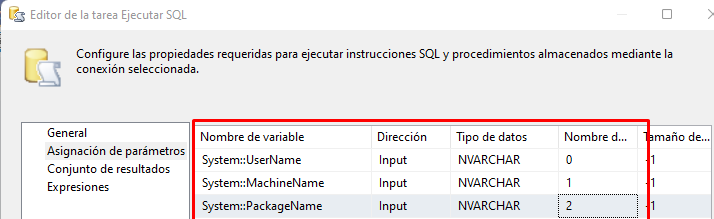 Editor de la tarea Ejecutar SQL
Configure las propiedades requeridas para ejecutar instrucciones SQL y procedimientos almacenados mediante la
conexión seleccionada.
General
Asignación de parámetros
Conjunto de resultados
Expresiones
Nombre de variable Dirección Tipo de datos Nombre d... Tamaño de...
System::UserName Input NVARCHAR 0 -1
System::MachineName Input NVARCHAR 1 -1
System::PackageName Input NVARCHAR 2 -1